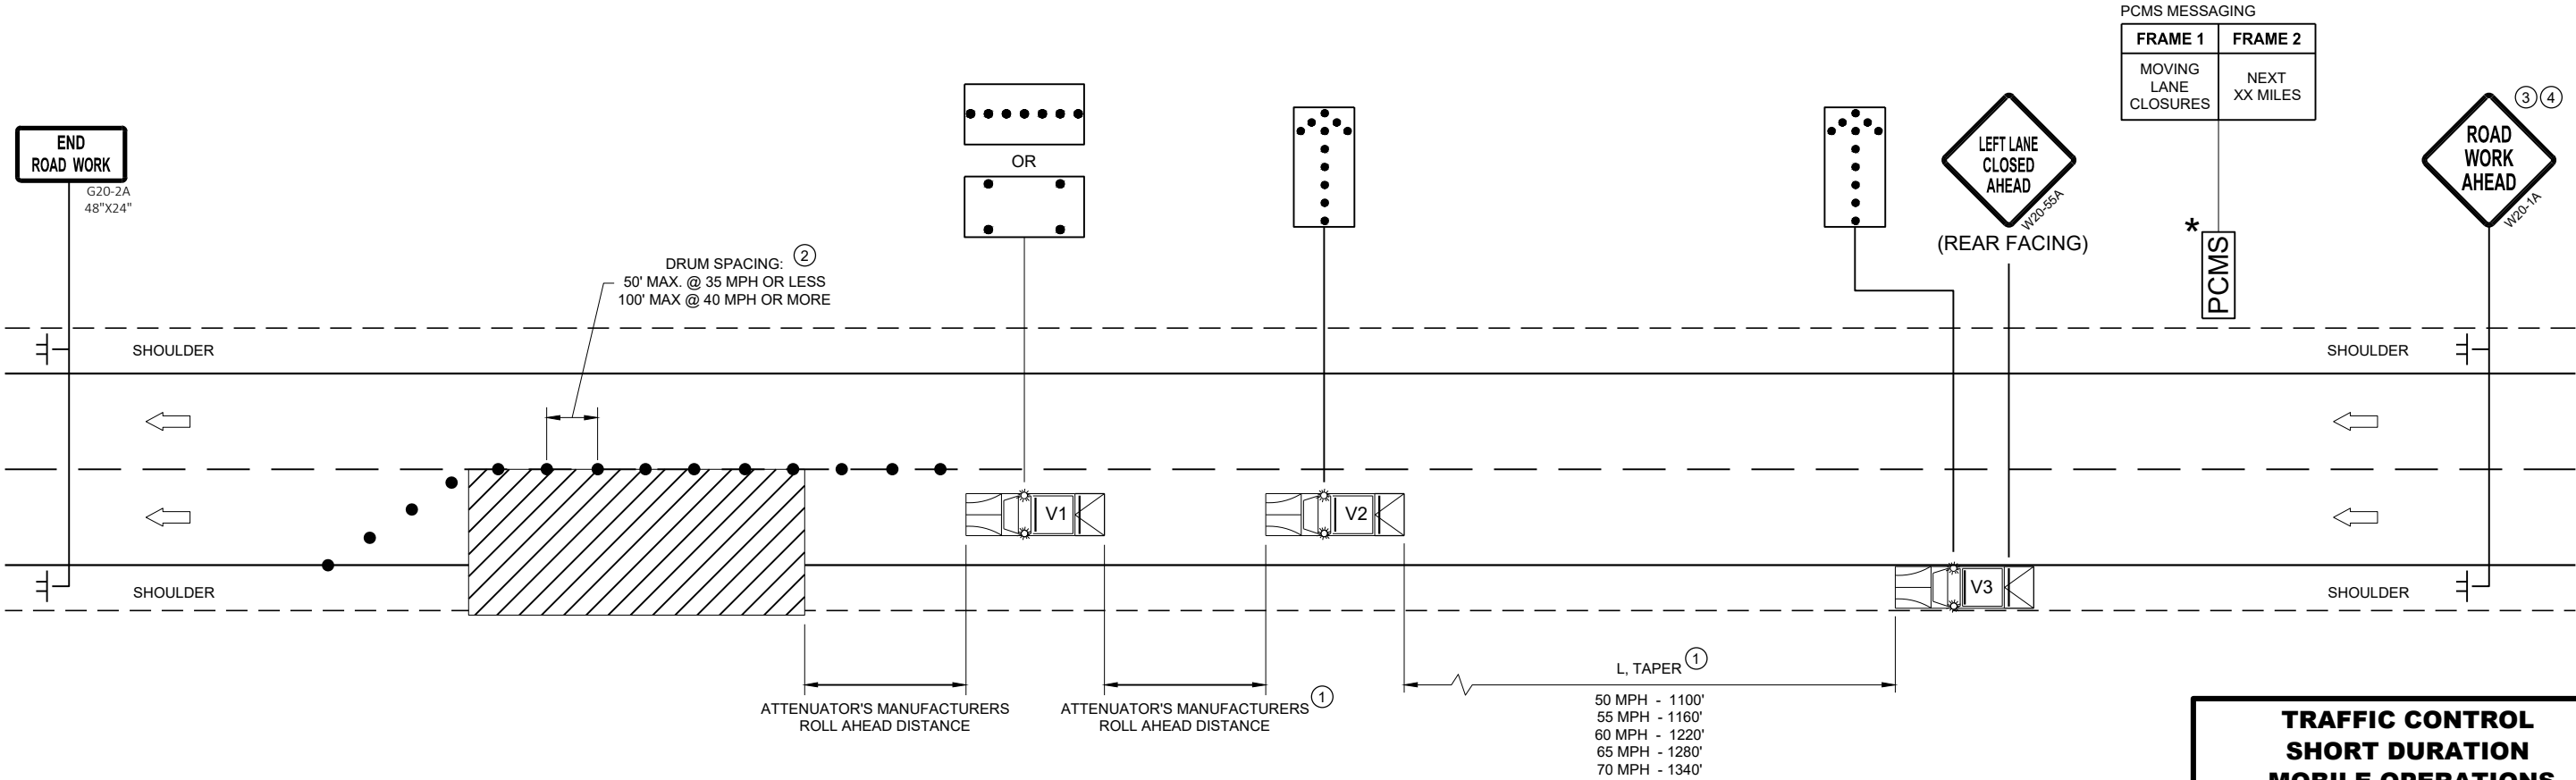 PCMS MESSAGING
FRAME 1 FRAME 2
MOVING
LANE
CLOSURES
NEXT
XX MILES
END
ROAD WORK
G20-2A
48"X24"
OR
LEFT LANE
CLOSED
AHEAD
W20-55A
(REAR FACING)
*
PCMS
3 4
ROAD
WORK
AHEAD
W20-1A
DRUM SPACING: 2
50' MAX. @ 35 MPH OR LESS
100' MAX @ 40 MPH OR MORE
SHOULDER
SHOULDER
V1
V2
V3
SHOULDER
SHOULDER
ATTENUATOR'S MANUFACTURERS
ROLL AHEAD DISTANCE
ATTENUATOR'S MANUFACTURERS 1
ROLL AHEAD DISTANCE
L, TAPER 1
50 MPH - 1100'
55 MPH - 1160'
60 MPH - 1220'
65 MPH - 1280'
70 MPH - 1340'
TRAFFIC CONTROL
SHORT DURATION
MOBILE OPERATIONS